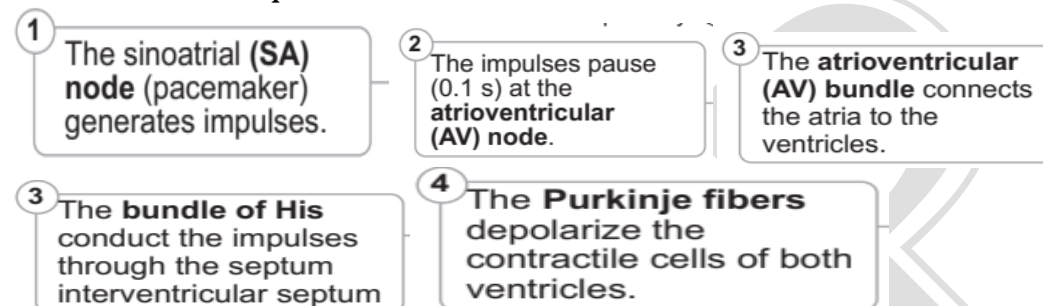 1
The sinoatrial (SA)
node (pacemaker)
generates impulses.
2
The impulses pause
(0.1 s) at the
atrioventricular
(AV) node.
3
The atrioventricular
(AV) bundle connects
the atria to the
ventricles.
3
The bundle of His
conduct the impulses
through the septum
interventricular septum
4
The Purkinje fibers
depolarize the
contractile cells of both
ventricles.